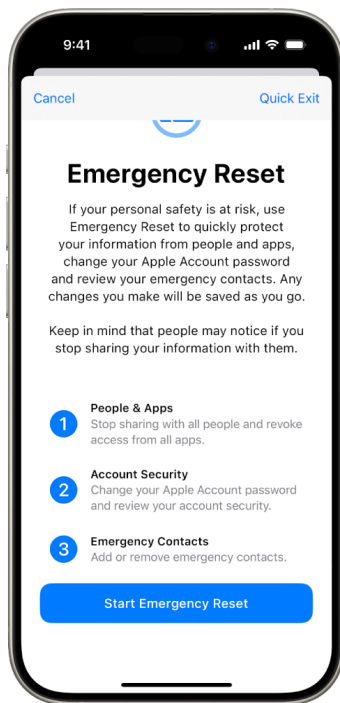 9:41
Cancel
Quick Exit
Emergency Reset
If your personal safety is at risk, use
Emergency Reset to quickly protect
your information from people and apps,
change your Apple Account password
and review your emergency contacts. Any
changes you make will be saved as you go.
Keep in mind that people may notice if you
stop sharing your information with them.
1
People & Apps
Stop sharing with all people and revoke
access from all apps.
2
Account Security
Change your Apple Account password
and review your account security.
3
Emergency Contacts
Add or remove emergency contacts.
Start Emergency Reset